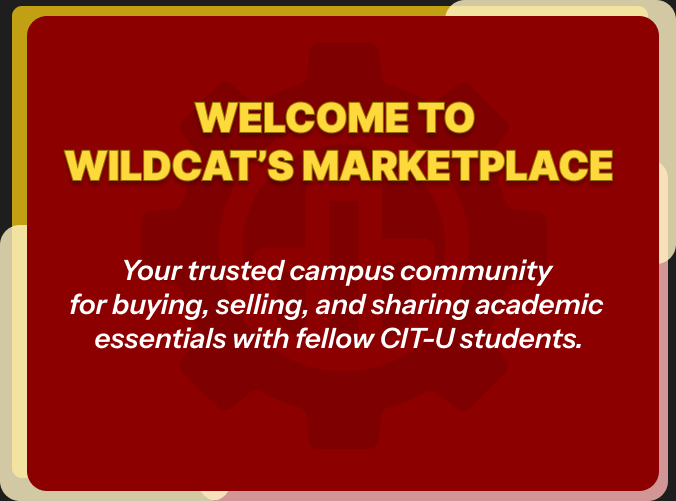 WELCOME TO
WILDCAT’S MARKETPLACE
Your trusted campus community
for buying, selling, and sharing academic
essentials with fellow CIT-U students.